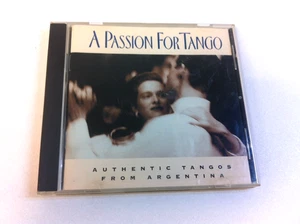 A PASSION FOR TANGO
AUTHENTIC TANGOS
FROM ARGENTINA